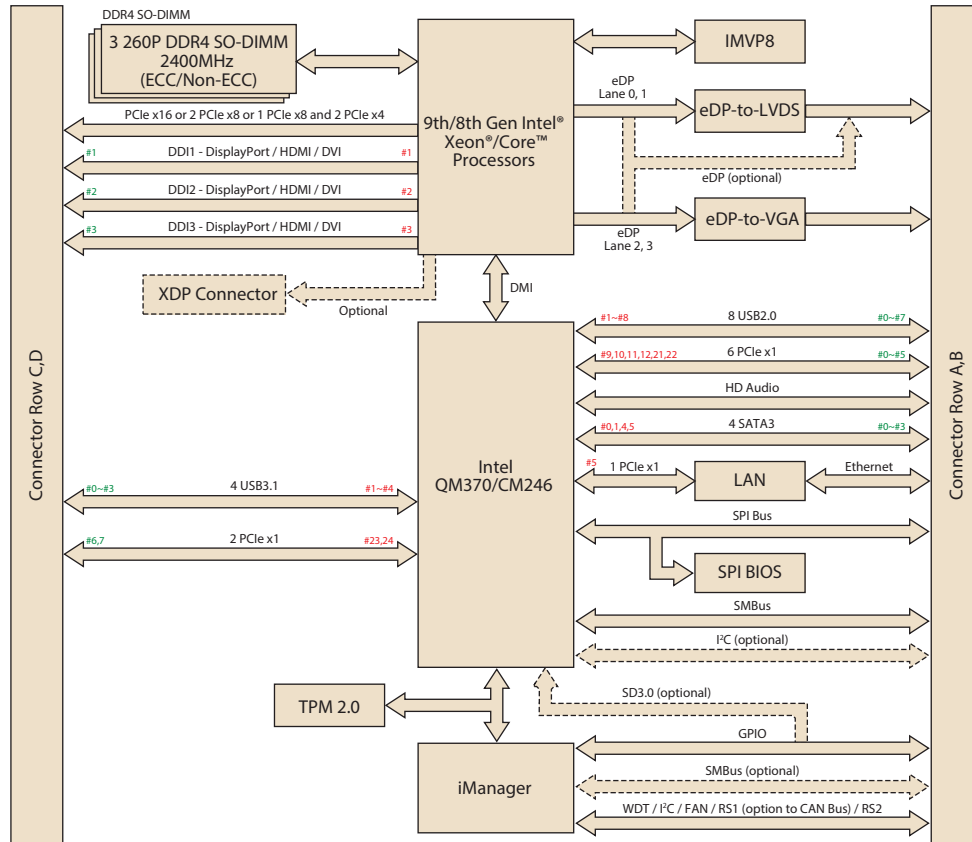 DDR4 SO-DIMM
3 260P DDR4 SO-DIMM
2400MHz
(ECC/Non-ECC)
IMVP8
eDP
Lane 0, 1
eDP-to-LVDS
PCIe x16 or 2 PCIe x8 or 1 PCIe x8 and 2 PCIe x4
9th/8th Gen Intel®
Xeon®/Core™
Processors
#1 DDI1 - DisplayPort / HDMI / DVI #1
eDP (optional)
#2 DDI2 - DisplayPort / HDMI / DVI #2
#3 DDI3 - DisplayPort / HDMI / DVI #3
eDP-to-VGA
eDP
Lane 2, 3
XDP Connector
Optional
DMI
Connector Row C,D
Connector Row A,B
#1~#8 8 USB2.0 #0~#7
#9,10,11,12,21,22 6 PCIe x1 #0~#5
HD Audio
#0,1,4,5 4 SATA3 #0~#3
Intel
QM370/CM246
#5 1 PCIe x1
LAN
Ethernet
#0~#3 4 USB3.1 #1~#4
SPI Bus
#6,7 2 PCIe x1 #23,24
SPI BIOS
SMBus
I²C (optional)
SD3.0 (optional)
TPM 2.0
GPIO
iManager
SMBus (optional)
WDT / I²C / FAN / RS1 (option to CAN Bus) / RS2